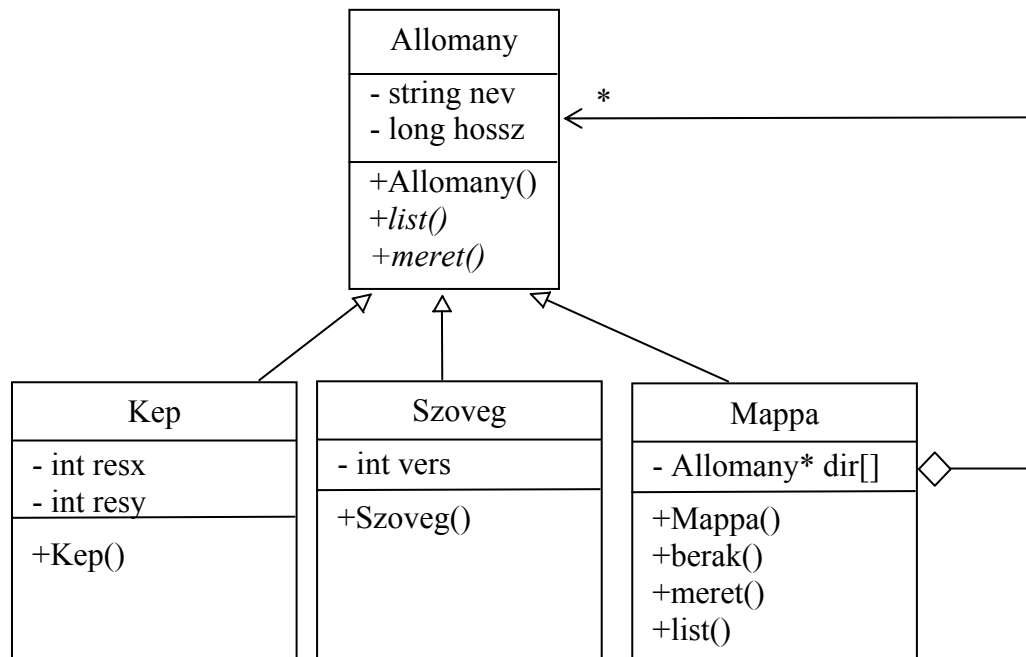 Allomany
- string nev
- long hossz
*
+Allomany()
+list()
+meret()
Kep
- int resx
- int resy
+Kep()
Szoveg
- int vers
+Szoveg()
Mappa
- Allomany* dir[]
+Mappa()
+berak()
+meret()
+list()